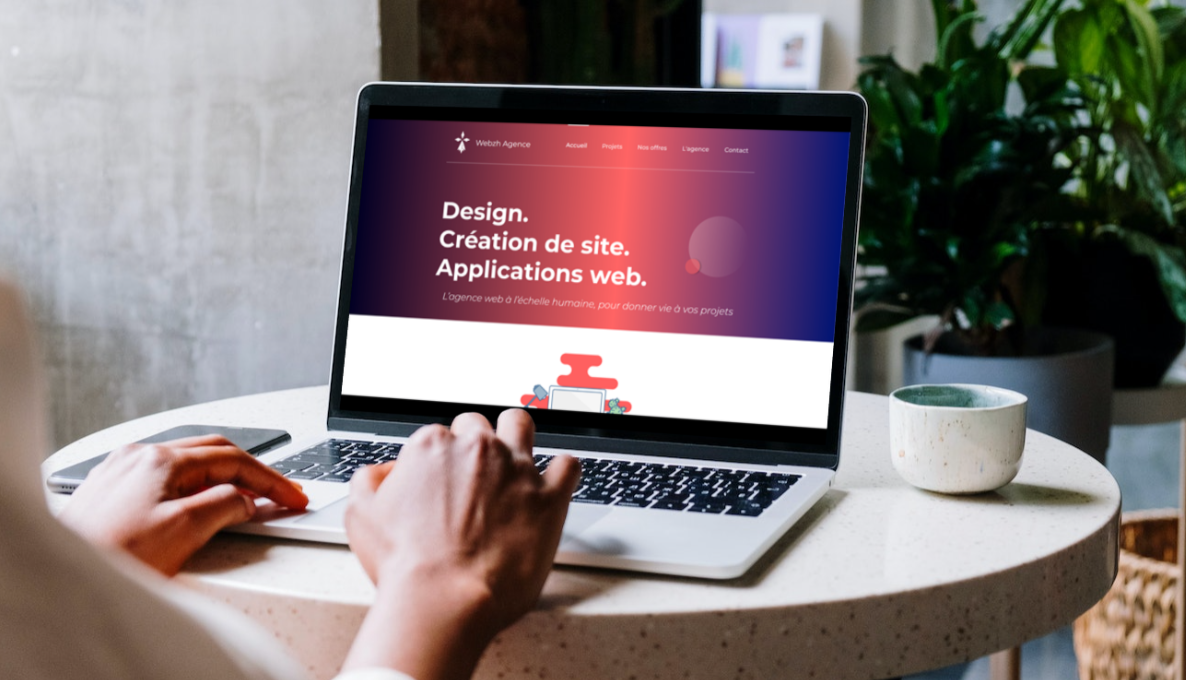 Webzh Agence
Accueil Projets Nos offres L'agence Contact
Design.
Création de site.
Applications web.
L'agence web à l'échelle humaine, pour donner vie à vos projets